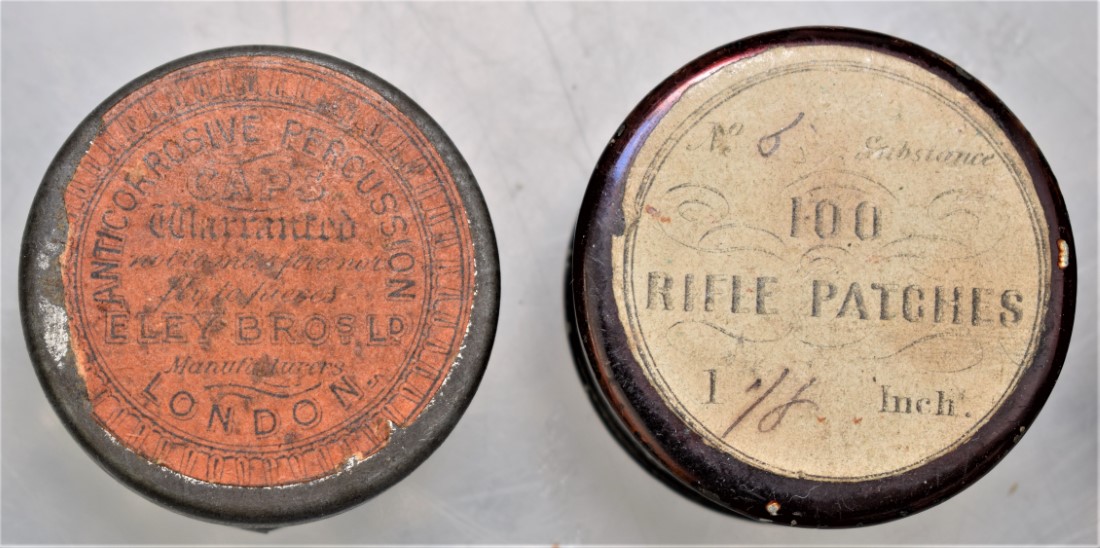 ANTICORROSIVE PERCUSSION
CAPS
Warranted
ELEY BROS LD
Manufacturers
LONDON
No 6 Substance
100
RIFLE PATCHES
1 1/8 Inch